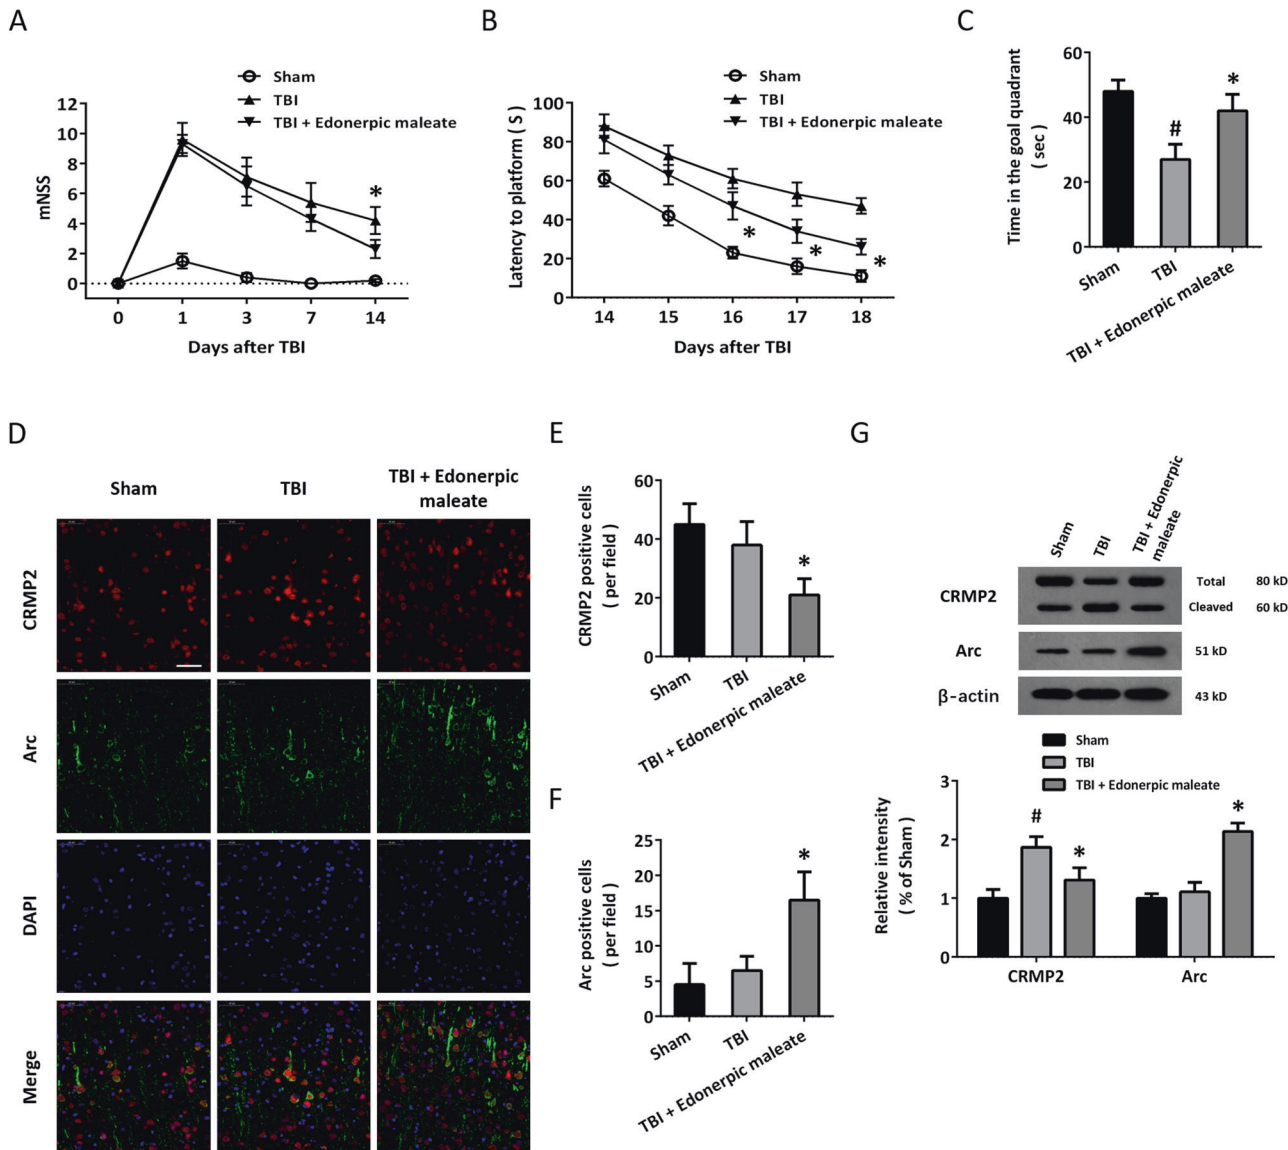 A
Sham
TBI
TBI + Edonerpic maleate
12
10
8
6
4
2
0
mNSS
*
0 1 3 7 14
Days after TBI
B
Sham
TBI
TBI + Edonerpic maleate
100
80
60
40
20
0
Latency to platform ( S )
* * *
14 15 16 17 18
Days after TBI
C
60
40
20
0
Time in the goal quadrant
( sec )
#
*
Sham
TBI
TBI + Edonerpic maleate
D
Sham
TBI
TBI + Edonerpic
maleate
CRMP2
Arc
DAPI
Merge
E
60
40
20
0
CRMP2 positive cells
( per field )
*
Sham
TBI
TBI + Edonerpic maleate
F
25
20
15
10
5
0
Arc positive cells
( per field )
*
Sham
TBI
TBI + Edonerpic maleate
G
Sham
TBI
TBI + Edonerpic
maleate
CRMP2
Total 80 kD
Cleaved 60 kD
Arc
51 kD
β-actin
43 kD
Sham
TBI
TBI + Edonerpic maleate
3
2
1
0
Relative intensity
( % of Sham )
#
*
*
CRMP2
Arc